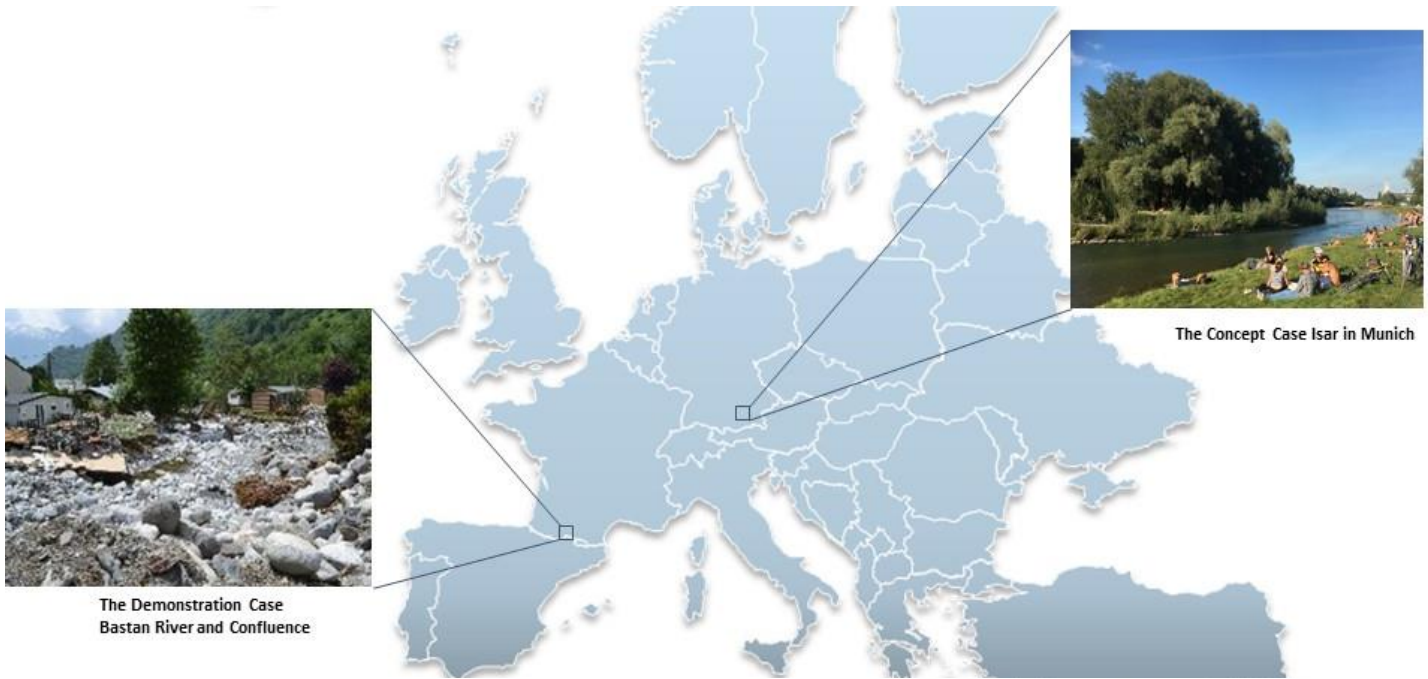 The Concept Case Isar in Munich
The Demonstration Case
Bastan River and Confluence